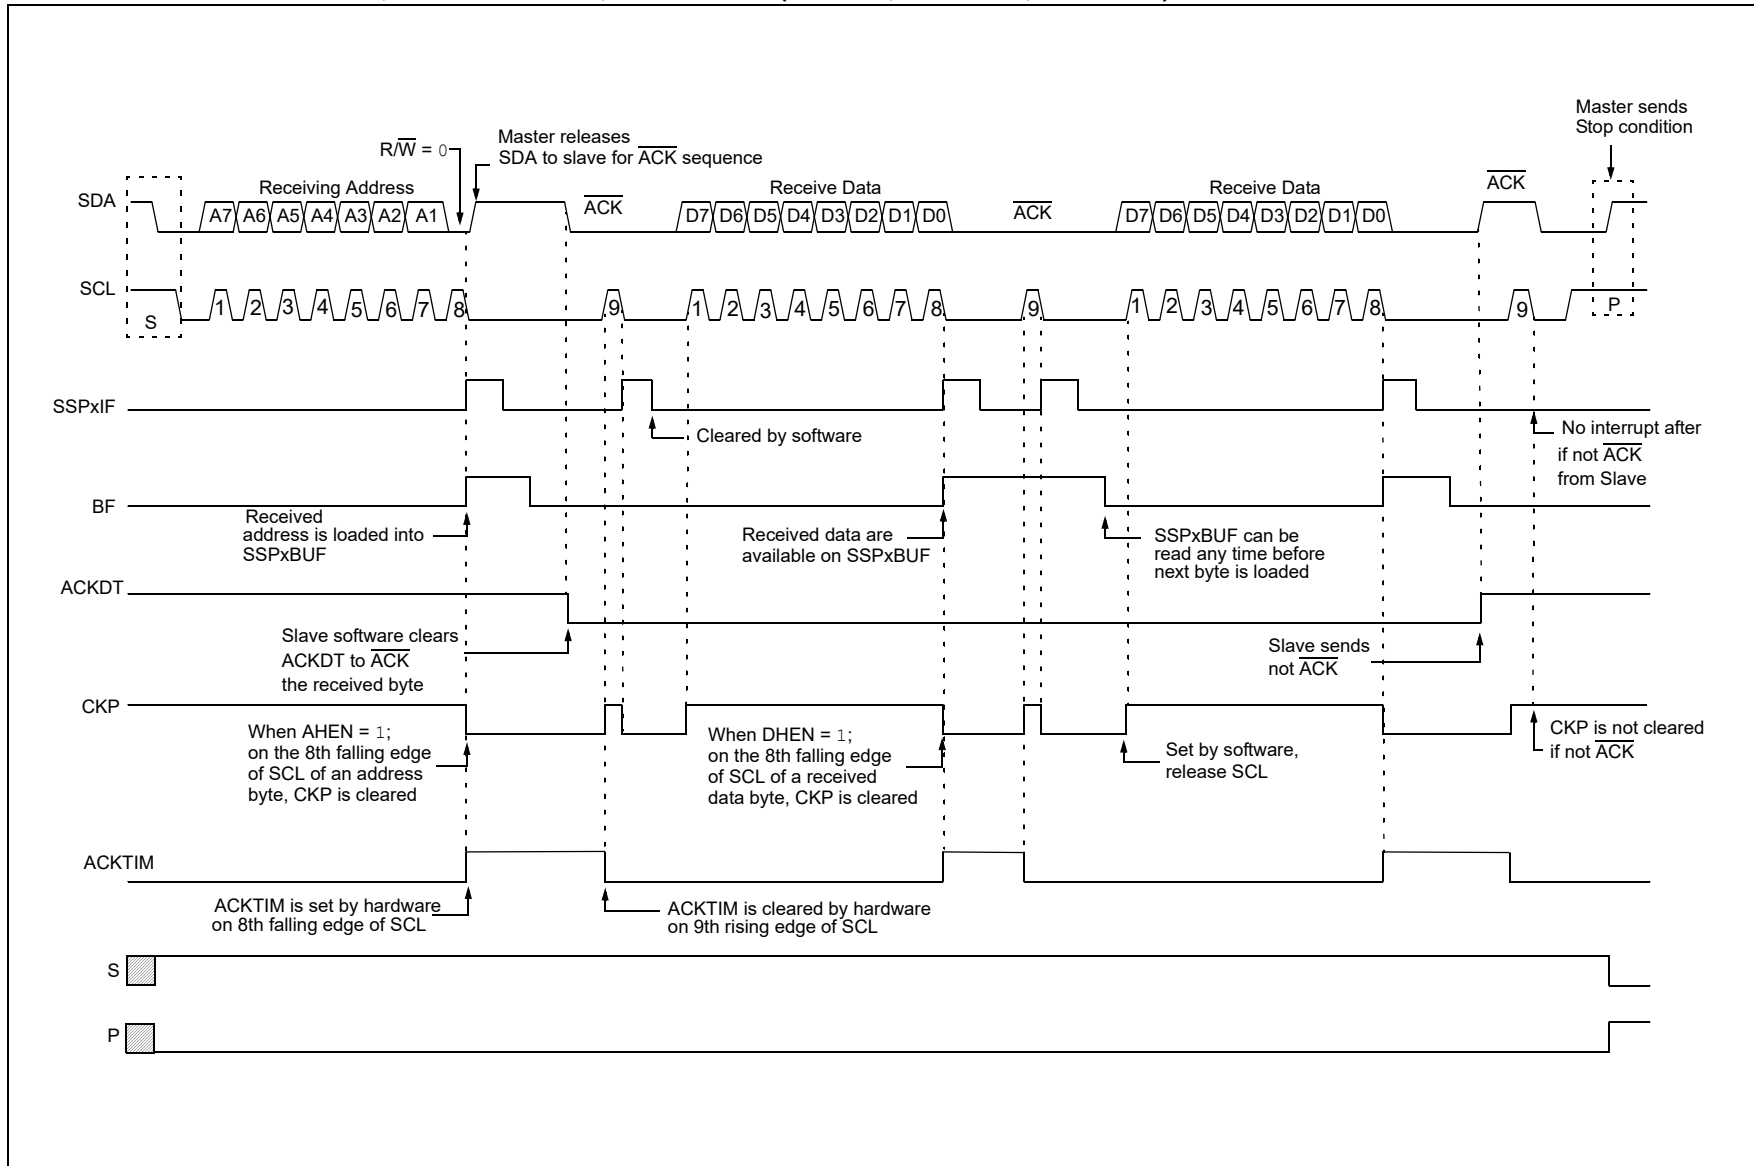 Master sends
Stop condition
R/W = 0
Master releases
SDA to slave for ACK sequence
SDA
Receiving Address
A7 A6 A5 A4 A3 A2 A1
ACK
Receive Data
D7 D6 D5 D4 D3 D2 D1 D0
ACK
Receive Data
D7 D6 D5 D4 D3 D2 D1 D0
ACK
SCL
S
1 2 3 4 5 6 7 8 9
1 2 3 4 5 6 7 8 9
1 2 3 4 5 6 7 8 9
P
SSPxIF
Cleared by software
No interrupt after
if not ACK
from Slave
BF
Received
address is loaded into
SSPxBUF
Received data are
available on SSPxBUF
SSPxBUF can be
read any time before
next byte is loaded
ACKDT
Slave software clears
ACKDT to ACK
the received byte
Slave sends
not ACK
CKP
When AHEN = 1;
on the 8th falling edge
of SCL of an address
byte, CKP is cleared
When DHEN = 1;
on the 8th falling edge
of SCL of a received
data byte, CKP is cleared
Set by software,
release SCL
CKP is not cleared
if not ACK
ACKTIM
ACKTIM is set by hardware
on 8th falling edge of SCL
ACKTIM is cleared by hardware
on 9th rising edge of SCL
S
P